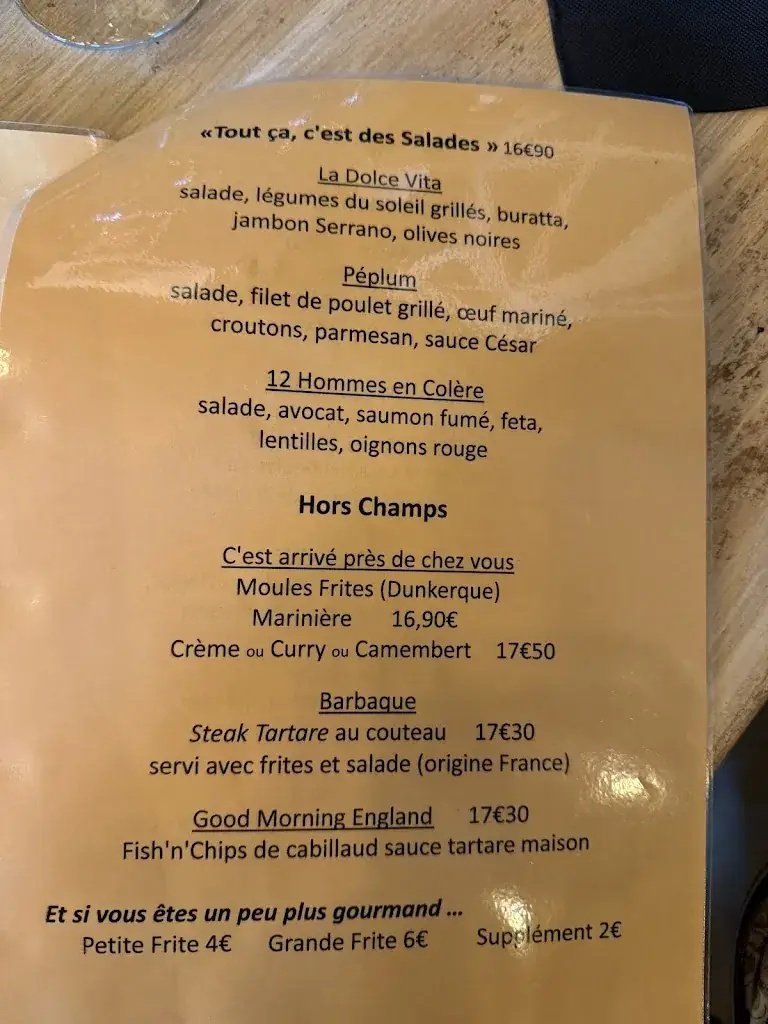 «Tout ça, c'est des Salades » 16€90
La Dolce Vita
salade, légumes du soleil grillés, buratta,
jambon Serrano, olives noires
Péplum
salade, filet de poulet grillé, œuf mariné,
croutons, parmesan, sauce César
12 Hommes en Colère
salade, avocat, saumon fumé, feta,
lentilles, oignons rouge
Hors Champs
C'est arrivé près de chez vous
Moules Frites (Dunkerque)
Marinière 16,90€
Crème ou Curry ou Camembert 17€50
Barbaque
Steak Tartare au couteau 17€30
servi avec frites et salade (origine France)
Good Morning England 17€30
Fish'n'Chips de cabillaud sauce tartare maison
Et si vous êtes un peu plus gourmand ...
Petite Frite 4€ Grande Frite 6€ Supplément 2€